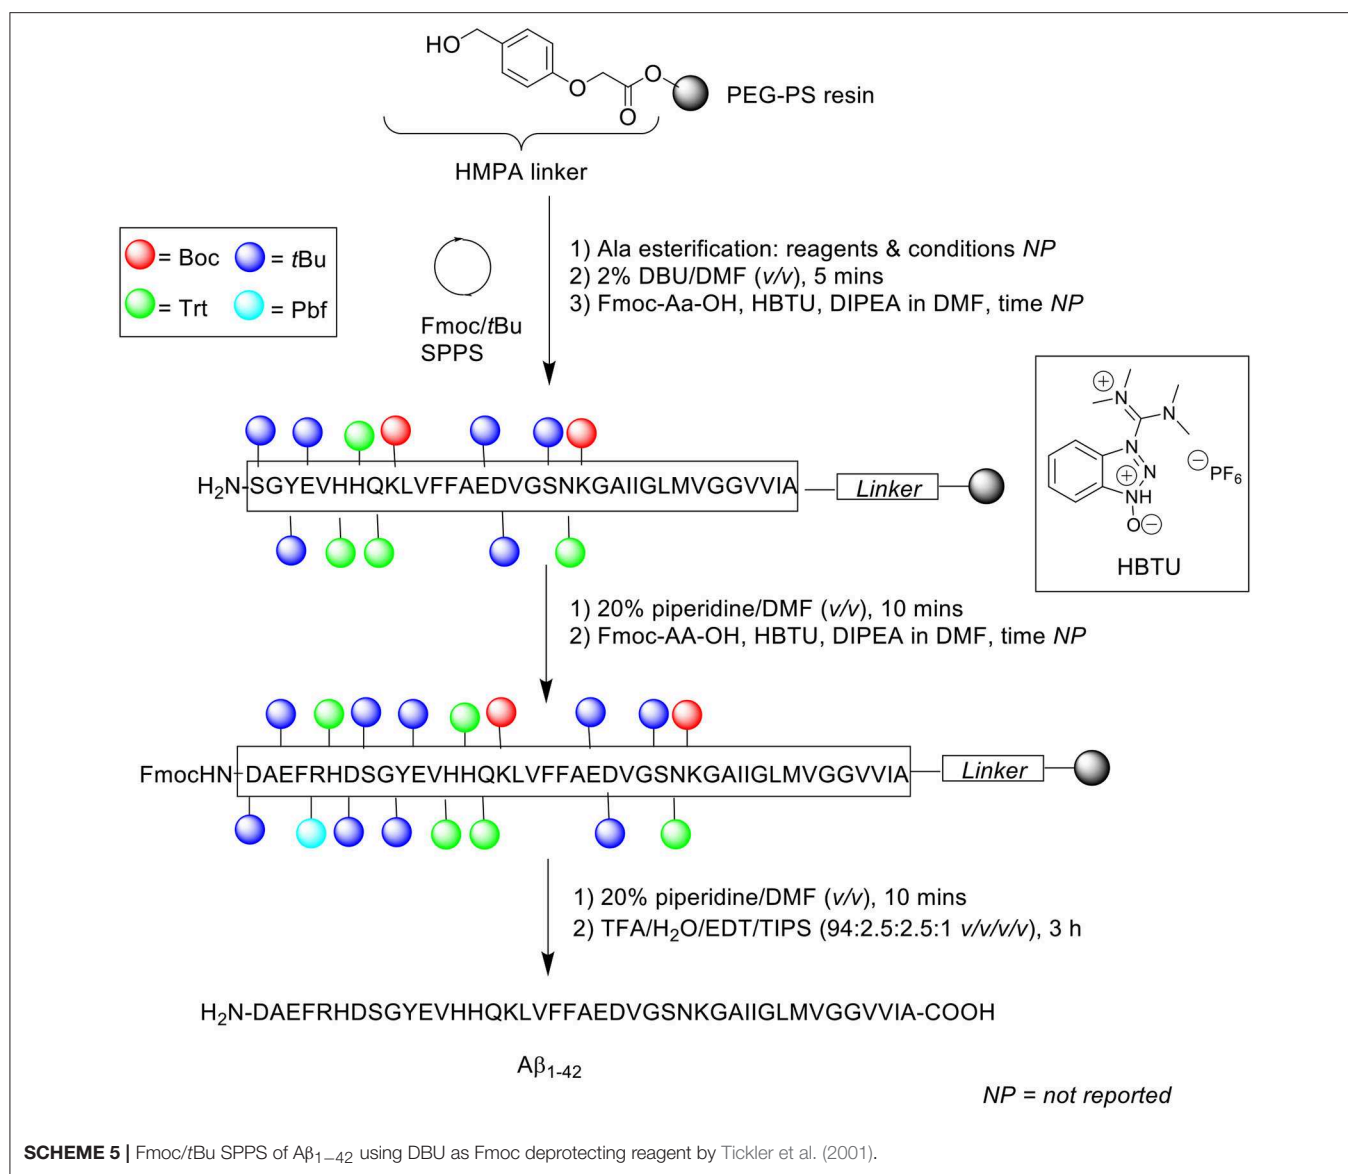 HO
O
O
O
PEG-PS resin
HMPA linker
= Boc = tBu
= Trt = Pbf
Fmoc/tBu
SPPS
1) Ala esterification: reagents & conditions NP
2) 2% DBU/DMF (v/v), 5 mins
3) Fmoc-Aa-OH, HBTU, DIPEA in DMF, time NP
H2N-SGYEVHHQKLVFFAEDVGSNKGAIIGLMVGGVVIA
Linker
+
N
N
N
N
+
NH
O−
−PF6
HBTU
1) 20% piperidine/DMF (v/v), 10 mins
2) Fmoc-AA-OH, HBTU, DIPEA in DMF, time NP
FmocHN-DAEFRHDSGYEVHHQKLVFFAEDVGSNKGAIIGLMVGGVVIA
Linker
1) 20% piperidine/DMF (v/v), 10 mins
2) TFA/H2O/EDT/TIPS (94:2.5:2.5:1 v/v/v/v), 3 h
H2N-DAEFRHDSGYEVHHQKLVFFAEDVGSNKGAIIGLMVGGVVIA-COOH
Aβ1-42
NP = not reported
SCHEME 5 | Fmoc/tBu SPPS of Aβ1−42 using DBU as Fmoc deprotecting reagent by Tickler et al. (2001).